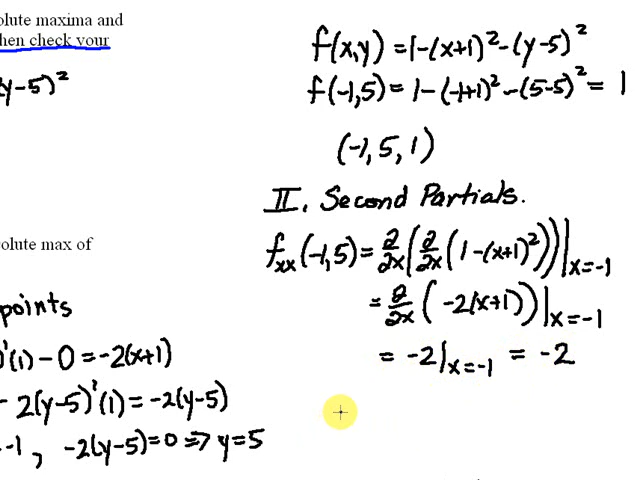 olute maxima and
hen check your
(y-5)²
olute max of
points
'(1) - 0 = -2(x+1)
- 2(y-5)'(1) = -2(y-5)
-1, -2(y-5)=0 => y=5
f(x,y) = 1-(x+1)²-(y-5)²
f(-1,5) = 1-(-1+1)²-(5-5)² = 1
(-1, 5, 1)
II. Second Partials.
fxx(-1,5) = ∂/∂x(∂/∂x(1-(x+1)²))|x=-1
= ∂/∂x(-2(x+1))|x=-1
= -2|x=-1 = -2